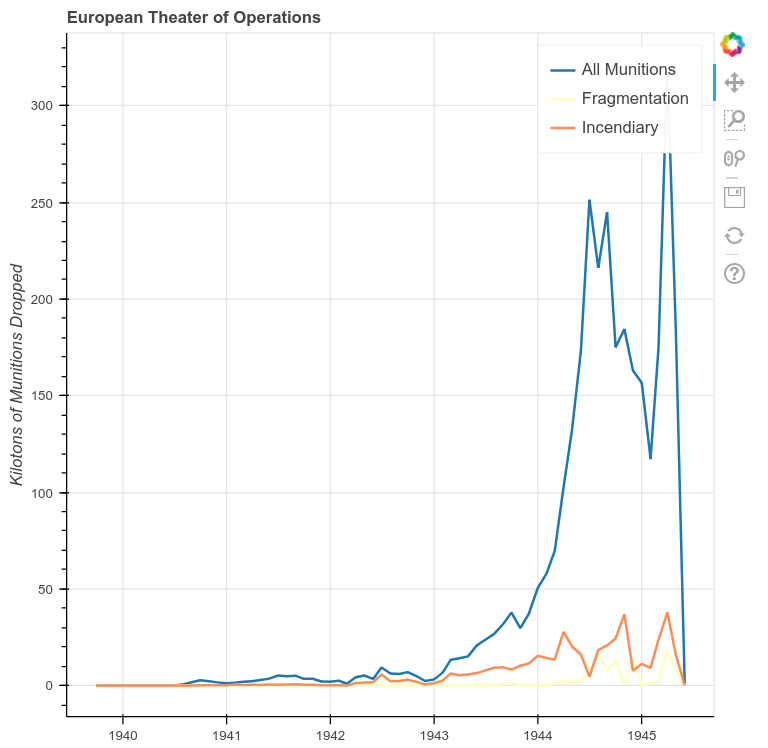 European Theater of Operations
All Munitions
Fragmentation
Incendiary
Kilotons of Munitions Dropped
300
250
200
150
100
50
0
1940 1941 1942 1943 1944 1945